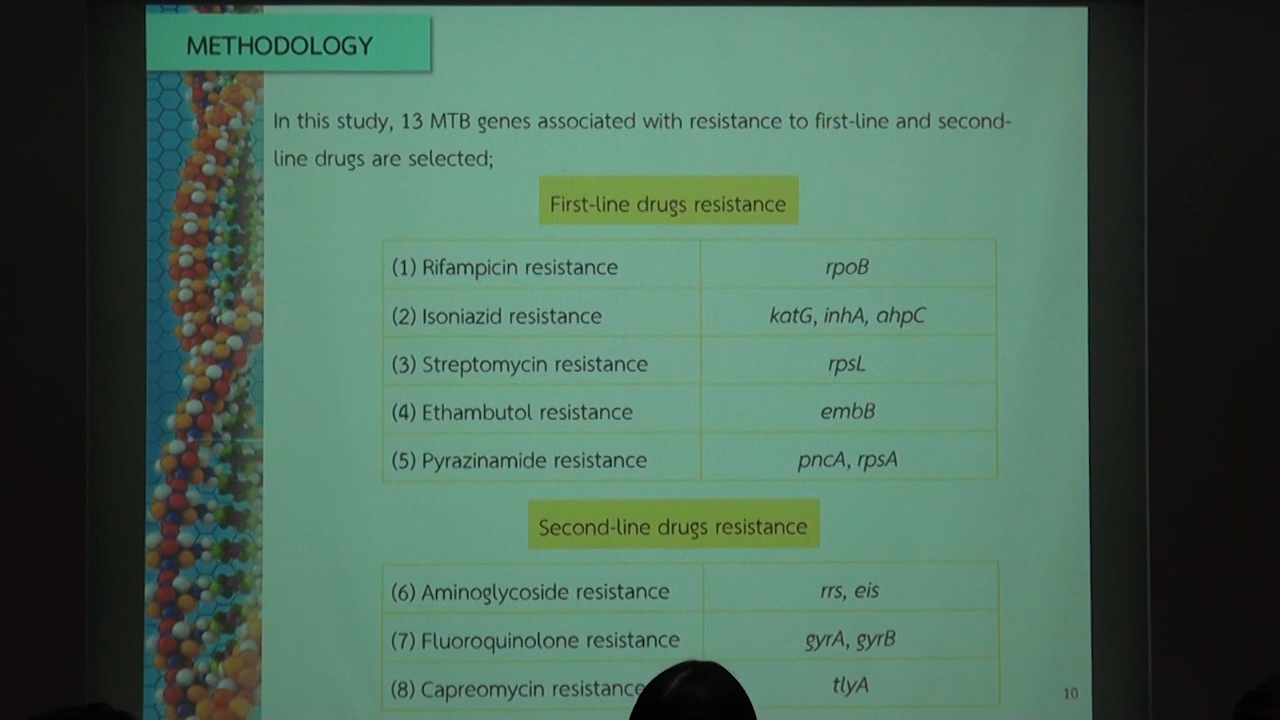 METHODOLOGY
In this study, 13 MTB genes associated with resistance to first-line and second-
line drugs are selected;
First-line drugs resistance
(1) Rifampicin resistance rpoB
(2) Isoniazid resistance katG, inhA, ahpC
(3) Streptomycin resistance rpsL
(4) Ethambutol resistance embB
(5) Pyrazinamide resistance pncA, rpsA
Second-line drugs resistance
(6) Aminoglycoside resistance rrs, eis
(7) Fluoroquinolone resistance gyrA, gyrB
(8) Capreomycin resistance tlyA
10